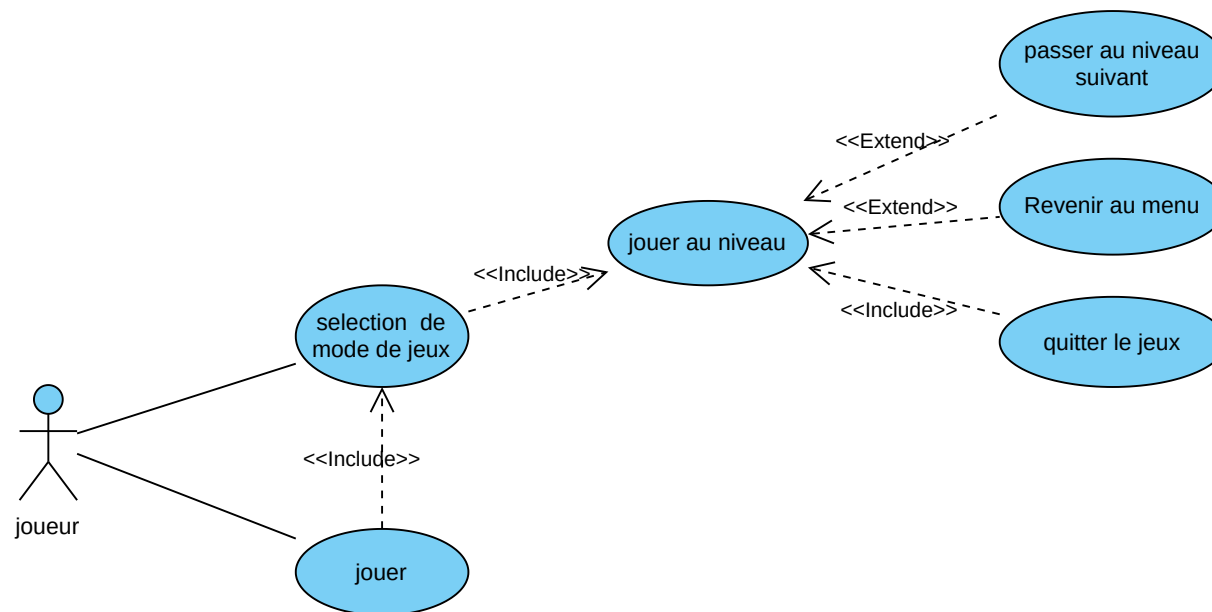 passer au niveau
suivant
<<Extend>>
<<Extend>>
Revenir au menu
jouer au niveau
<<Include>>
<<Include>>
quitter le jeux
selection de
mode de jeux
<<Include>>
joueur
jouer